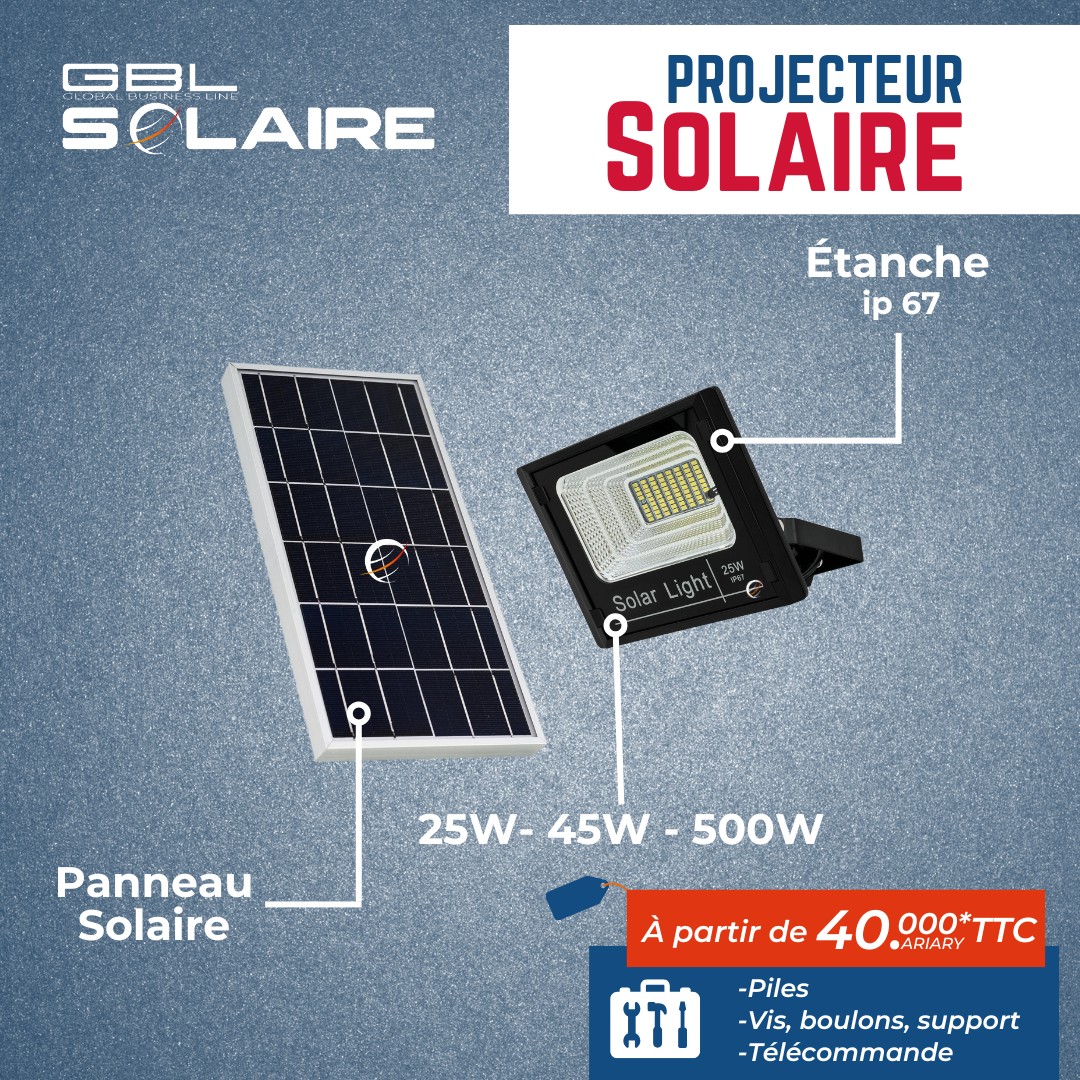 GBL
GLOBAL BUSINESS LINE
SOLAIRE
PROJECTEUR
SOLAIRE
Étanche
ip 67
Solar Light
25W
IP67
25W- 45W - 500W
Panneau
Solaire
À partir de 40.000* ARIARY TTC
-Piles
-Vis, boulons, support
-Télécommande